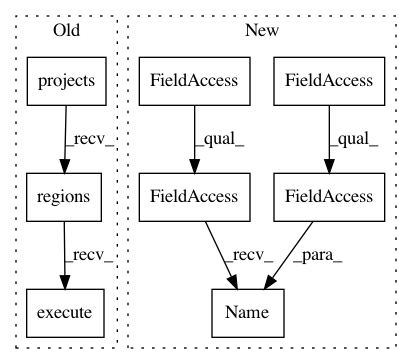 Old
New
projects
FieldAccess
FieldAccess
_recv_
_qual_
_qual_
regions
FieldAccess
FieldAccess
_recv_
_recv_
_para_
execute
Name